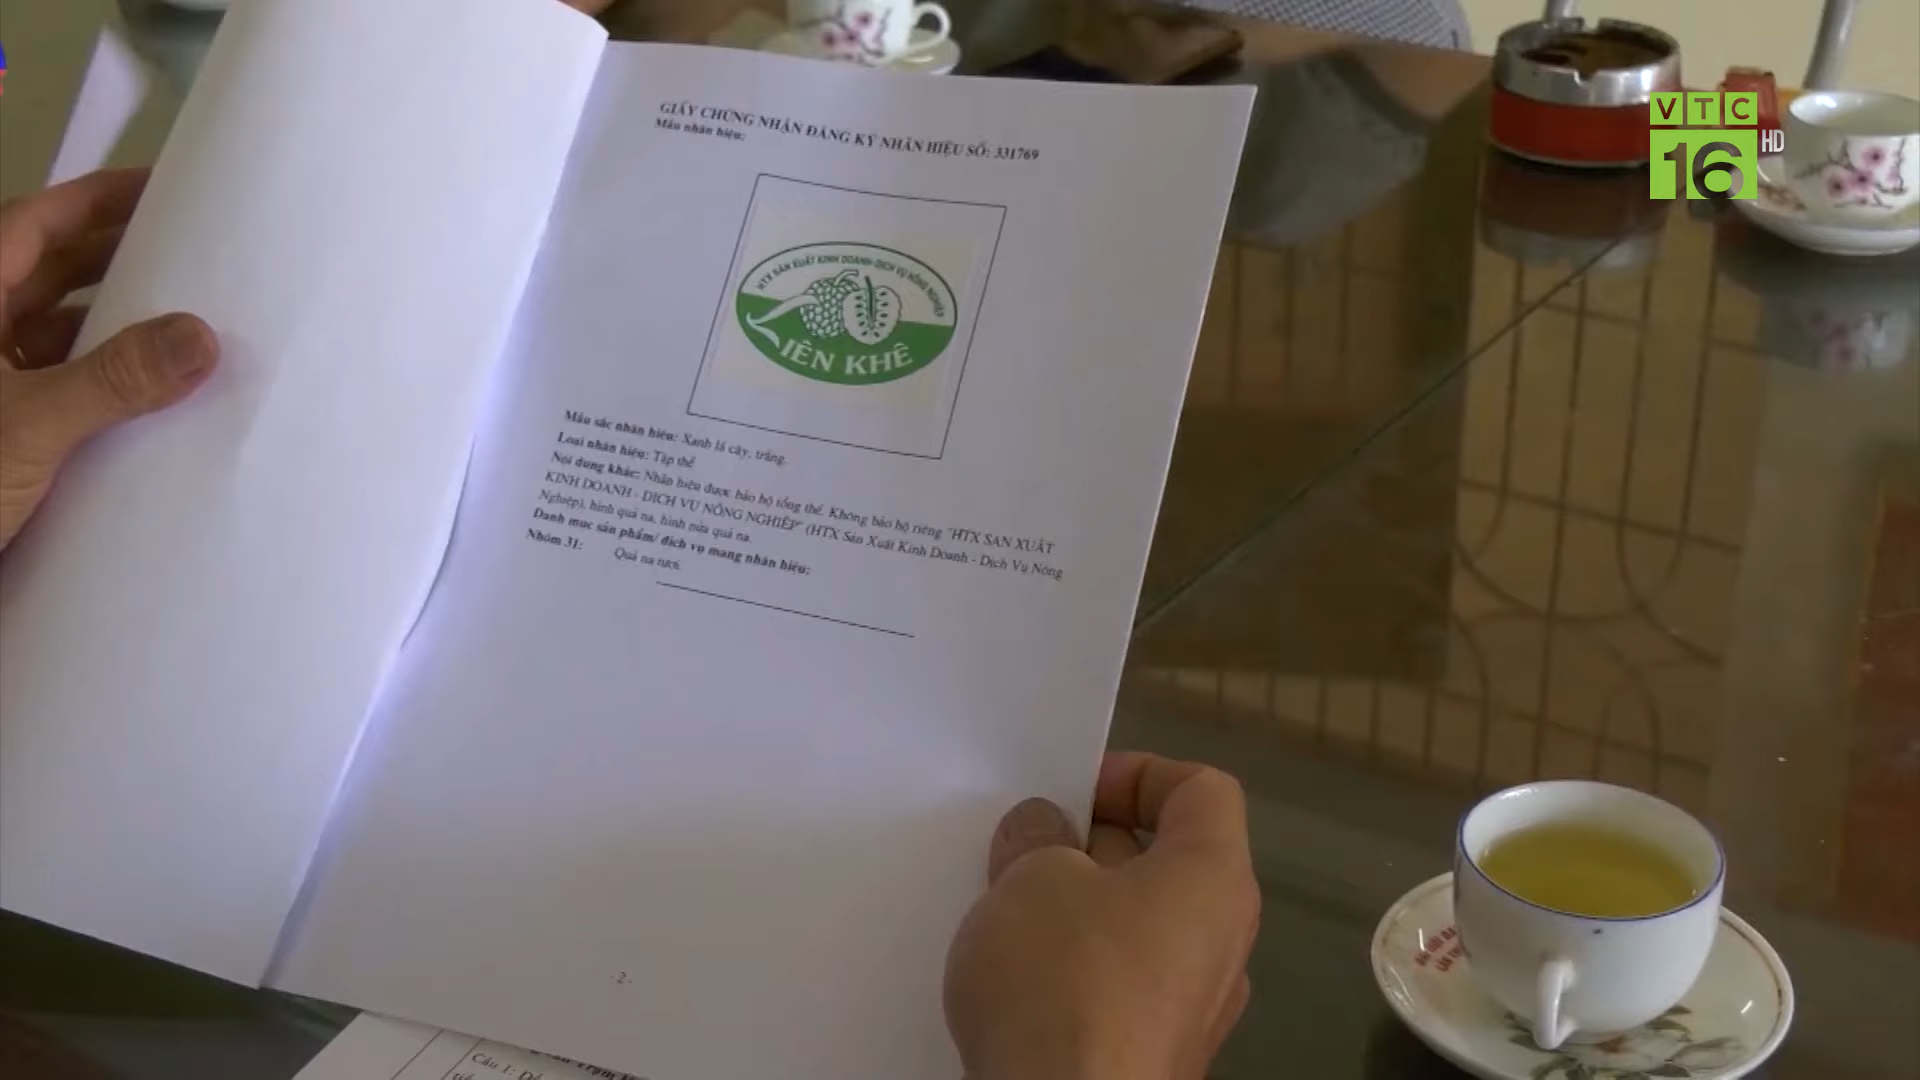 GIẤY CHỨNG NHẬN ĐĂNG KÝ NHÃN HIỆU SỐ: 331769
Mẫu nhãn hiệu:
HTX SẢN XUẤT KINH DOANH-DỊCH VỤ NÔNG NGHIỆP
LIÊN KHÊ
Màu sắc nhãn hiệu: Xanh lá cây, trắng.
Loại nhãn hiệu: Tập thể
Nội dung khác: Nhãn hiệu được bảo hộ tổng thể. Không bảo hộ riêng "HTX SẢN XUẤT
KINH DOANH - DỊCH VỤ NÔNG NGHIỆP" (HTX Sản Xuất Kinh Doanh - Dịch Vụ Nông
Nghiệp), hình quả na, hình nửa quả na.
Danh mục sản phẩm/ dịch vụ mang nhãn hiệu:
Nhóm 31: Quả na tươi.
- 2 -
Câu 1:
VTC
16 HD